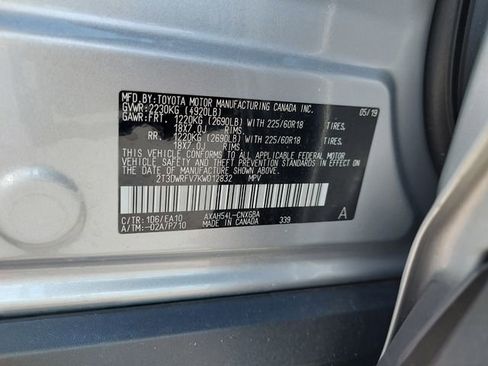 MFD.BY:TOYOTA MOTOR MANUFACTURING CANADA INC. 05/19
GVWR:2230KG (4920LB)
GAWR:FRT. 1220KG (2690LB) WITH 225/60R18 TIRES,
18X7.0J RIMS,
RR. 1220KG (2690LB) WITH 225/60R18 TIRES,
18X7.0J RIMS,
THIS VEHICLE CONFORMS TO ALL APPLICABLE FEDERAL MOTOR
VEHICLE SAFETY AND THEFT PREVENTION STANDARDS IN EFFECT
ON THE DATE OF MANUFACTURE SHOWN ABOVE.
2T3DWRFV7KW012832 MPV
C/TR:1D6/EA10 AXAH54L-CNXGBA
A/TM:-02A/P710 MADE IN CANADA 339 A